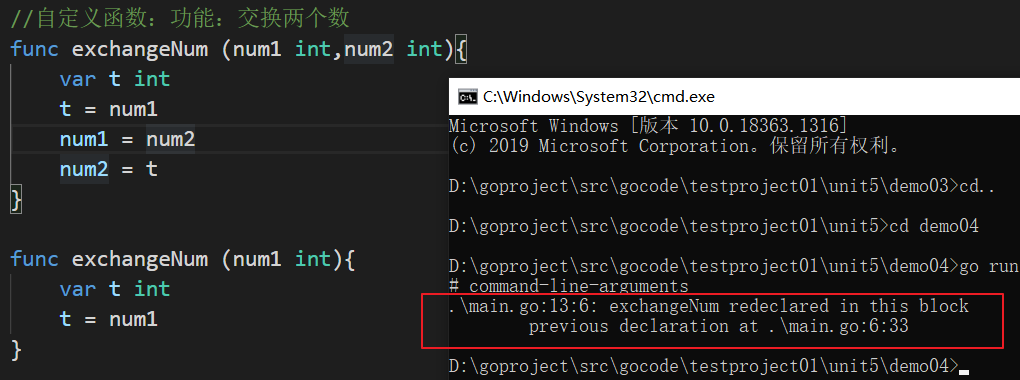 //自定义函数：功能：交换两个数
func exchangeNum (num1 int,num2 int){
    var t int
    t = num1
    num1 = num2
    num2 = t
}
func exchangeNum (num1 int){
    var t int
    t = num1
}
C:\Windows\System32\cmd.exe
Microsoft Windows [版本 10.0.18363.1316]
(c) 2019 Microsoft Corporation。保留所有权利。
D:\goproject\src\gocode\testproject01\unit5\demo03>cd..
D:\goproject\src\gocode\testproject01\unit5>cd demo04
D:\goproject\src\gocode\testproject01\unit5\demo04>go run
# command-line-arguments
.\main.go:13:6: exchangeNum redeclared in this block
        previous declaration at .\main.go:6:33
D:\goproject\src\gocode\testproject01\unit5\demo04>